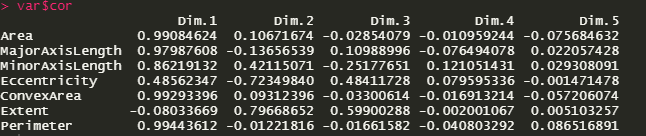 > var$cor
Dim.1 Dim.2 Dim.3 Dim.4 Dim.5
Area 0.99084624 0.10671674 -0.02854079 -0.010959244 -0.075684632
MajorAxisLength 0.97987608 -0.13656539 0.10988996 -0.076494078 0.022057428
MinorAxisLength 0.86219132 0.42115071 -0.25177651 0.121051431 0.029308091
Eccentricity 0.48562347 -0.72349840 0.48411728 0.079595336 -0.001471478
ConvexArea 0.99293396 0.09312396 -0.03300614 -0.016913214 -0.057206074
Extent -0.08033669 0.79668652 0.59900288 -0.002001067 0.005103257
Perimeter 0.99443612 -0.01221816 -0.01661582 -0.040803292 0.086516891